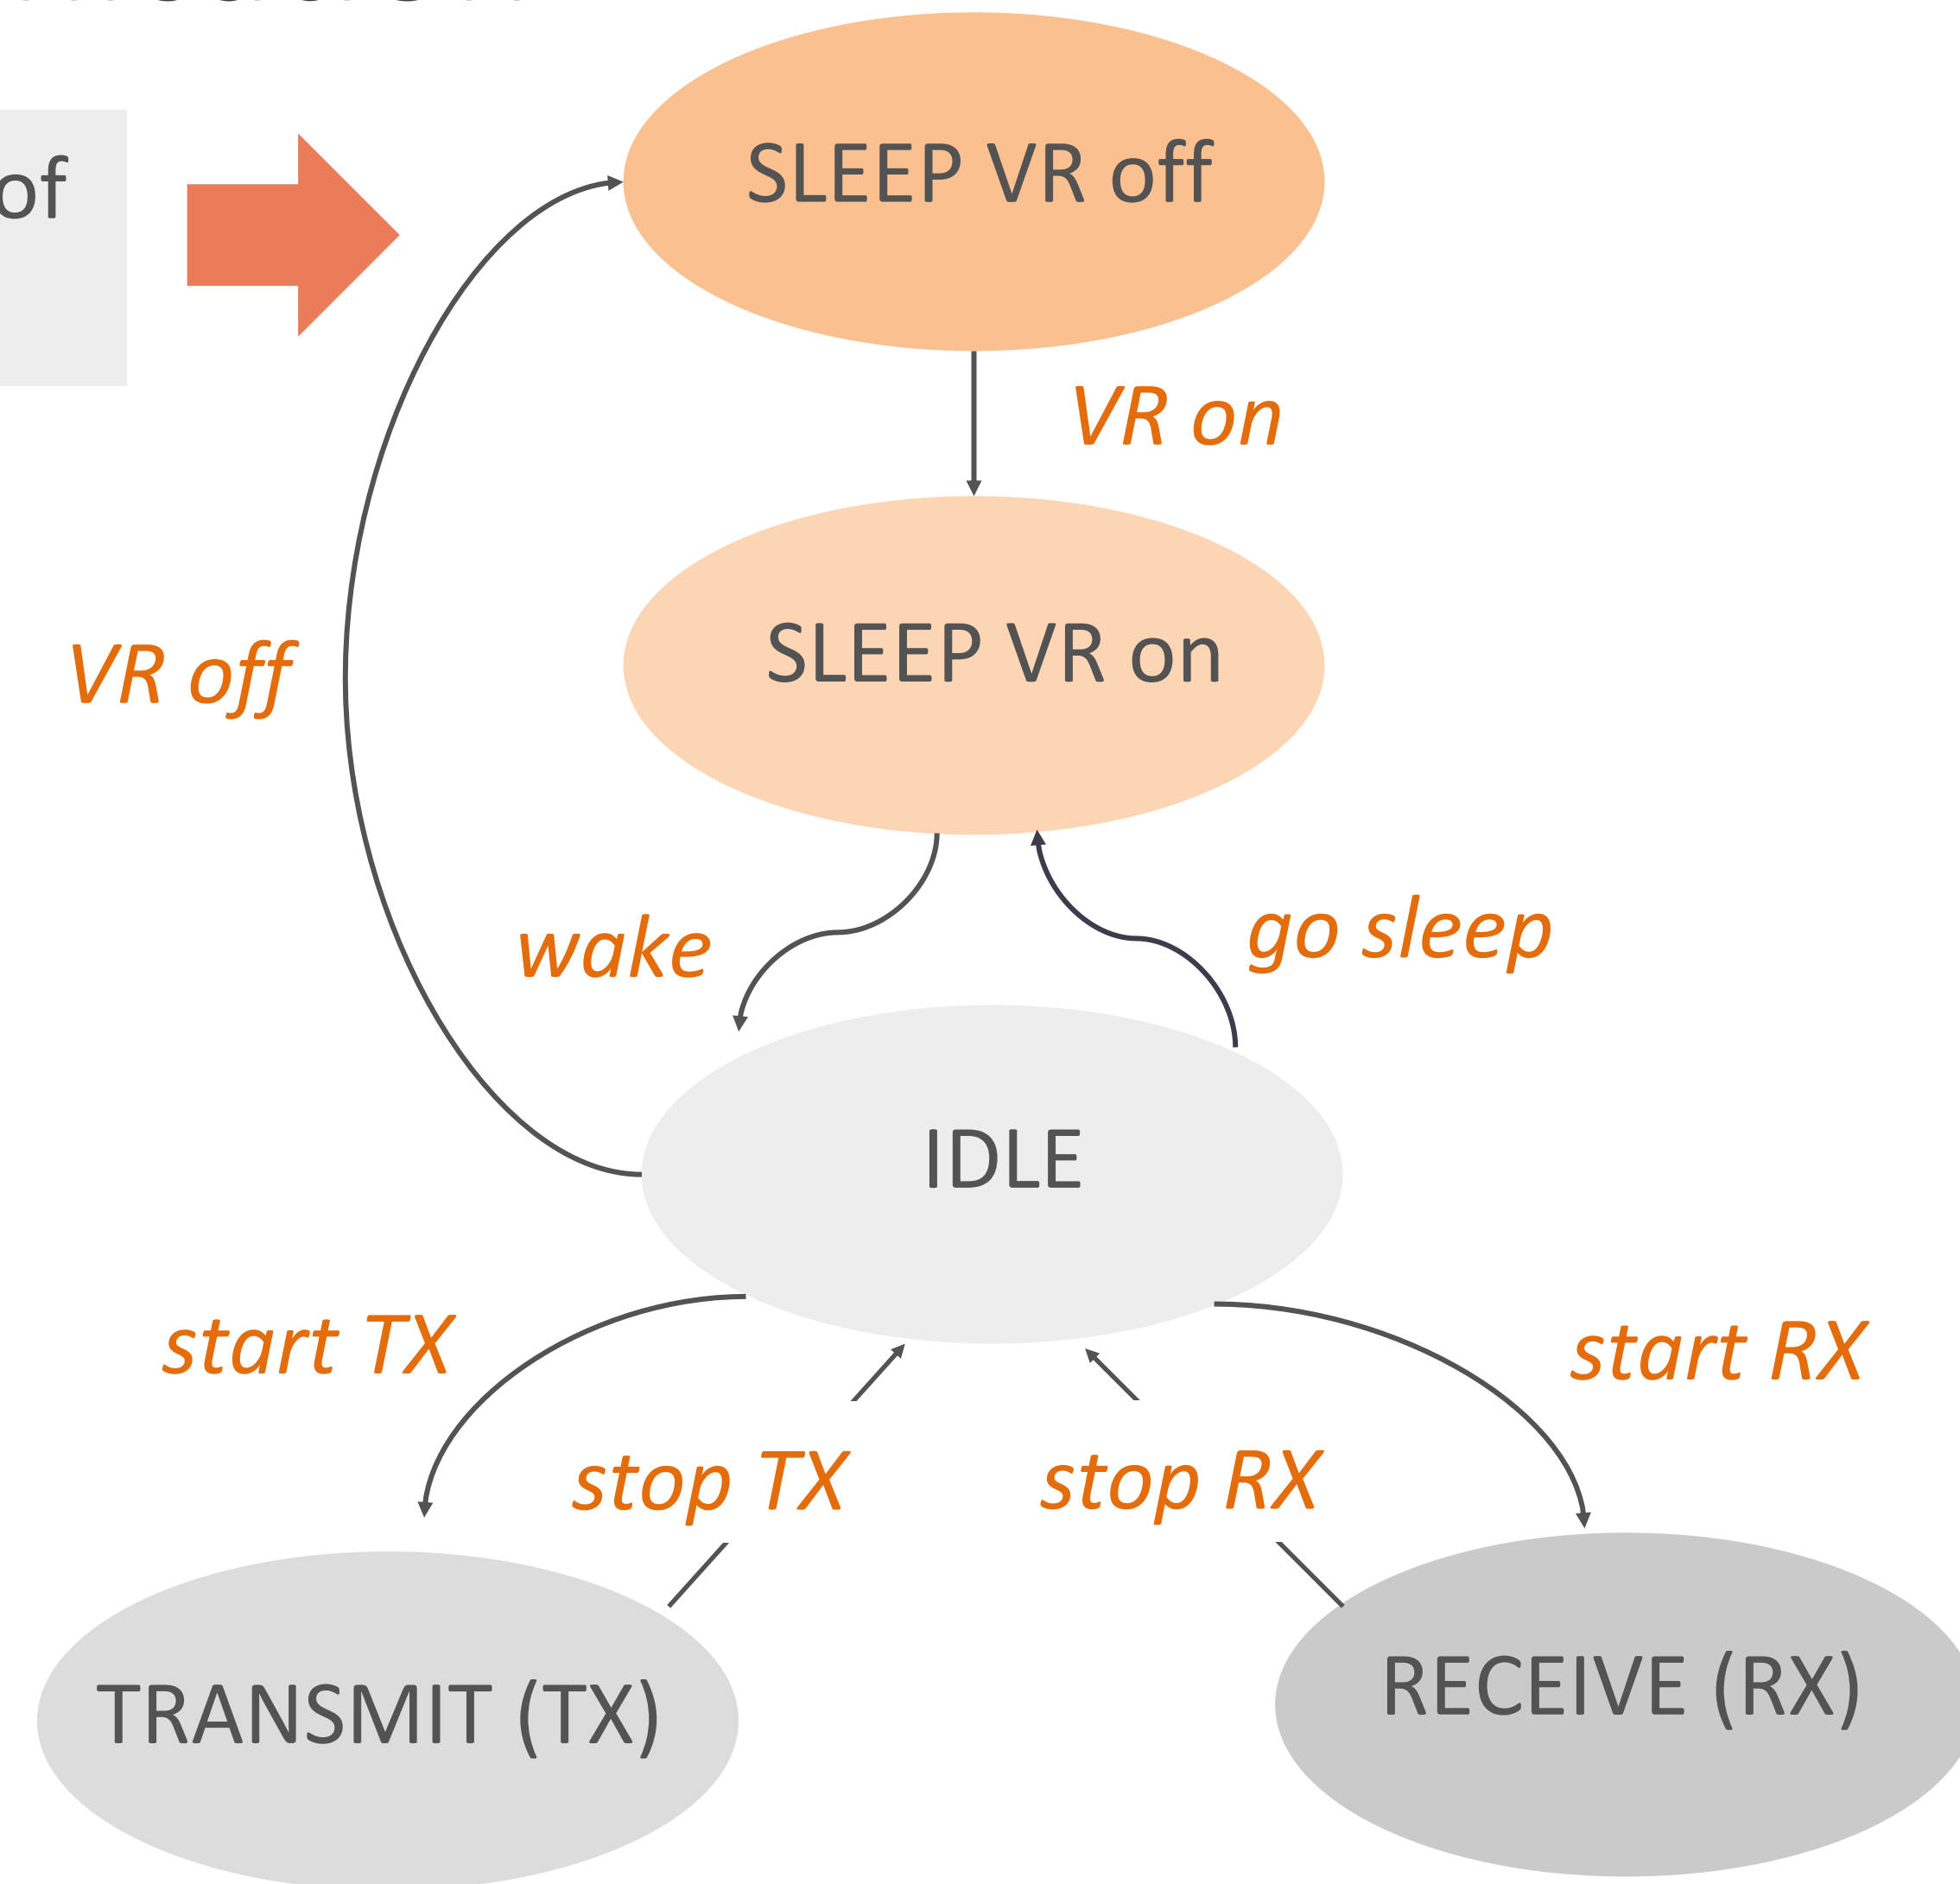 of
SLEEP VR off
VR on
VR off
SLEEP VR on
wake
go sleep
IDLE
start TX
start RX
stop TX
stop RX
TRANSMIT (TX)
RECEIVE (RX)